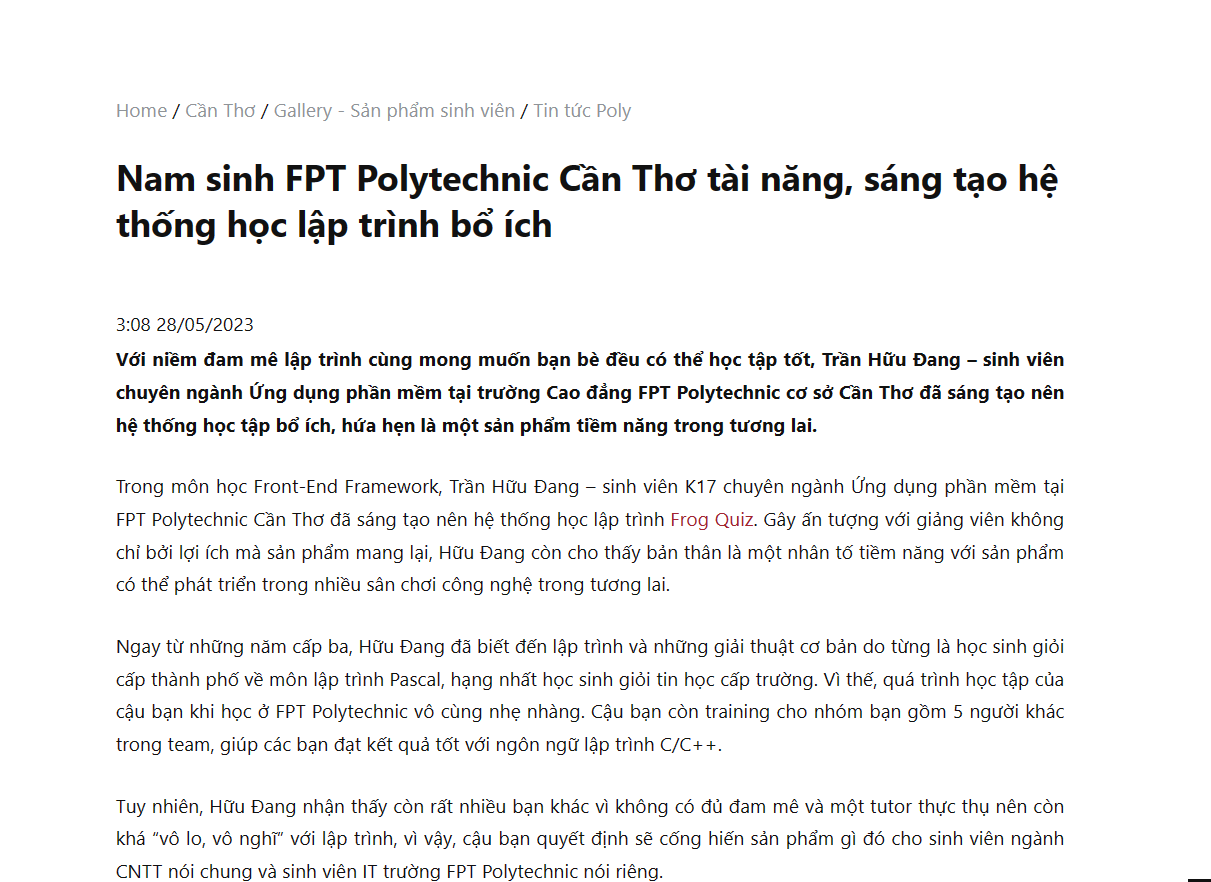 Home / Cần Thơ / Gallery - Sản phẩm sinh viên / Tin tức Poly
Nam sinh FPT Polytechnic Cần Thơ tài năng, sáng tạo hệ
thống học lập trình bổ ích
3:08 28/05/2023
Với niềm đam mê lập trình cùng mong muốn bạn bè đều có thể học tập tốt, Trần Hữu Đang – sinh viên
chuyên ngành Ứng dụng phần mềm tại trường Cao đẳng FPT Polytechnic cơ sở Cần Thơ đã sáng tạo nên
hệ thống học tập bổ ích, hứa hẹn là một sản phẩm tiềm năng trong tương lai.
Trong môn học Front-End Framework, Trần Hữu Đang – sinh viên K17 chuyên ngành Ứng dụng phần mềm tại
FPT Polytechnic Cần Thơ đã sáng tạo nên hệ thống học lập trình Frog Quiz. Gây ấn tượng với giảng viên không
chỉ bởi lợi ích mà sản phẩm mang lại, Hữu Đang còn cho thấy bản thân là một nhân tố tiềm năng với sản phẩm
có thể phát triển trong nhiều sân chơi công nghệ trong tương lai.
Ngay từ những năm cấp ba, Hữu Đang đã biết đến lập trình và những giải thuật cơ bản do từng là học sinh giỏi
cấp thành phố về môn lập trình Pascal, hạng nhất học sinh giỏi tin học cấp trường. Vì thế, quá trình học tập của
cậu bạn khi học ở FPT Polytechnic vô cùng nhẹ nhàng. Cậu bạn còn training cho nhóm bạn gồm 5 người khác
trong team, giúp các bạn đạt kết quả tốt với ngôn ngữ lập trình C/C++.
Tuy nhiên, Hữu Đang nhận thấy còn rất nhiều bạn khác vì không có đủ đam mê và một tutor thực thụ nên còn
khá “vô lo, vô nghĩ” với lập trình, vì vậy, cậu bạn quyết định sẽ cống hiến sản phẩm gì đó cho sinh viên ngành
CNTT nói chung và sinh viên IT trường FPT Polytechnic nói riêng.